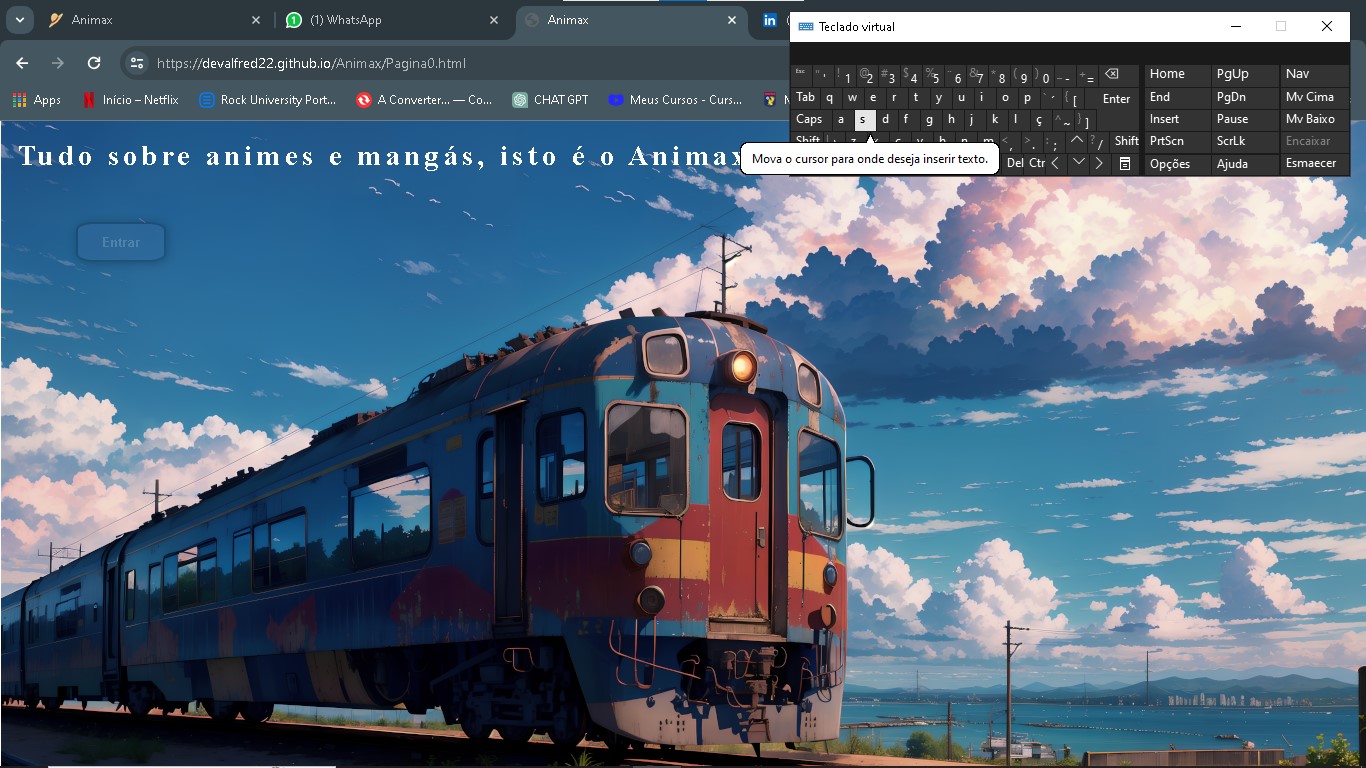 Animax
(1) WhatsApp
Animax
Teclado virtual
https://devalfred22.github.io/Animax/Pagina0.html
Apps
Início – Netflix
Rock University Port...
A Converter... — Co...
CHAT GPT
Meus Cursos - Curs...
Esc " ' ! 1 @ 2 # 3 $ 4 % 5 ¨ 6 & 7 * 8 ( 9 ) 0 _ - + = Home PgUp Nav
Tab q w e r t y u i o p ` ´ { [ Enter End PgDn Mv Cima
Caps a s d f g h j k l ç ^ ~ } ] Insert Pause Mv Baixo
Shift < , > . : ; ? / Shift PrtScn ScrLk Encaixar
Mova o cursor para onde deseja inserir texto.
Del Ctr Opções Ajuda Esmaecer
Tudo sobre animes e mangás, isto é o Animax
Entrar